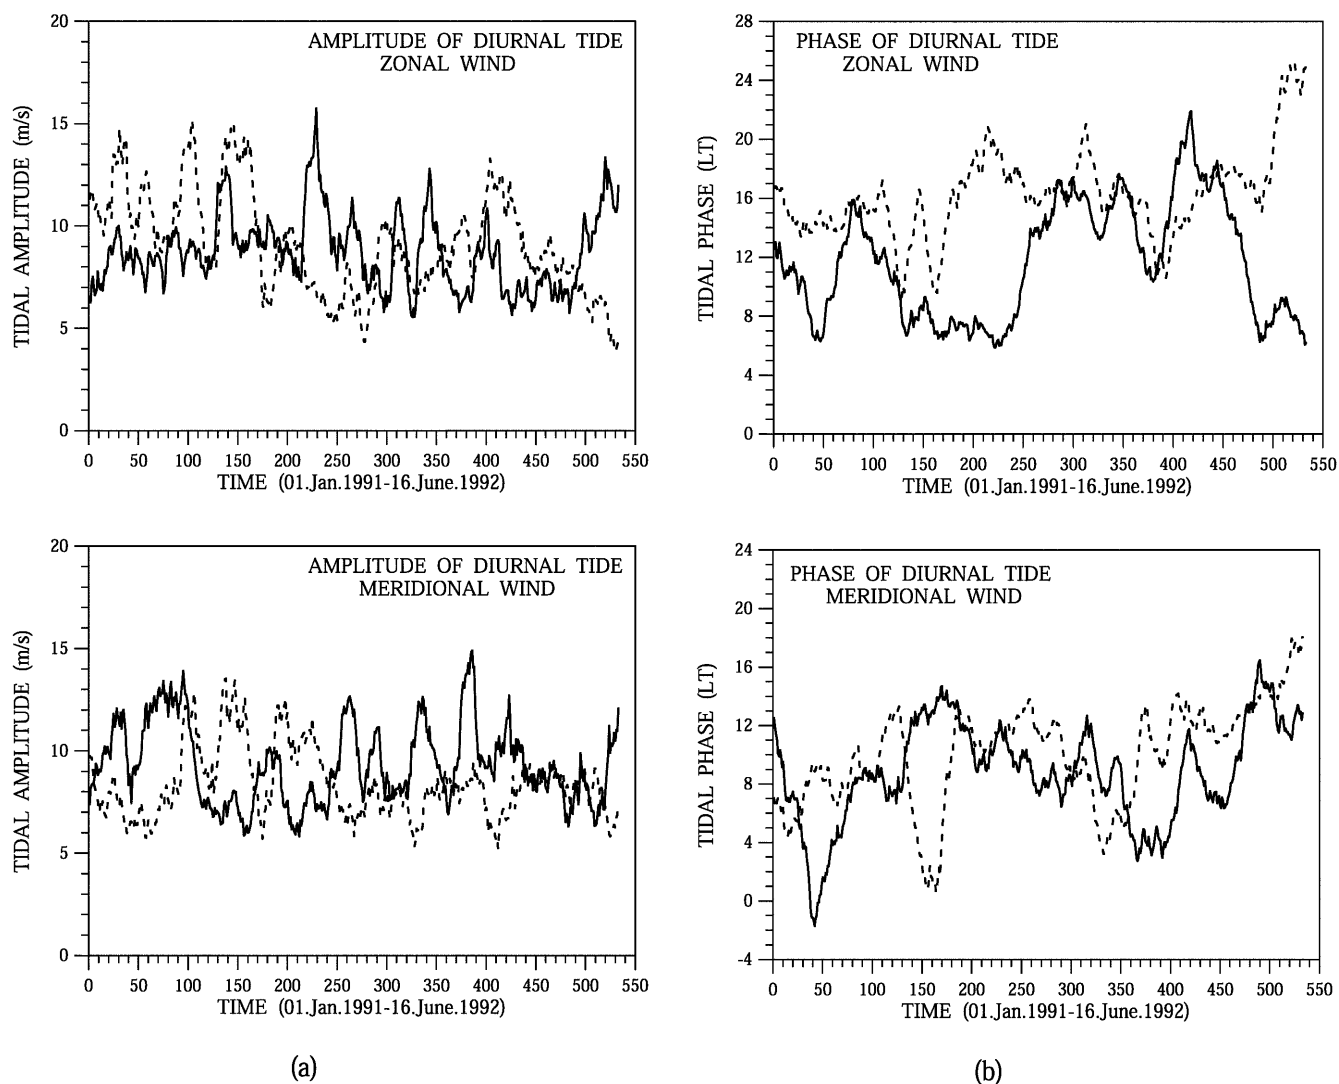 AMPLITUDE OF DIURNAL TIDE
ZONAL WIND
TIDAL AMPLITUDE (m/s)
20
15
10
5
0
0 50 100 150 200 250 300 350 400 450 500 550
TIME (01.Jan.1991-16.June.1992)
PHASE OF DIURNAL TIDE
ZONAL WIND
TIDAL PHASE (LT)
28
24
20
16
12
8
4
0
0 50 100 150 200 250 300 350 400 450 500 550
TIME (01.Jan.1991-16.June.1992)
AMPLITUDE OF DIURNAL TIDE
MERIDIONAL WIND
TIDAL AMPLITUDE (m/s)
20
15
10
5
0
0 50 100 150 200 250 300 350 400 450 500 550
TIME (01.Jan.1991-16.June.1992)
PHASE OF DIURNAL TIDE
MERIDIONAL WIND
TIDAL PHASE (LT)
24
20
16
12
8
4
0
-4
0 50 100 150 200 250 300 350 400 450 500 550
TIME (01.Jan.1991-16.June.1992)
(a)
(b)